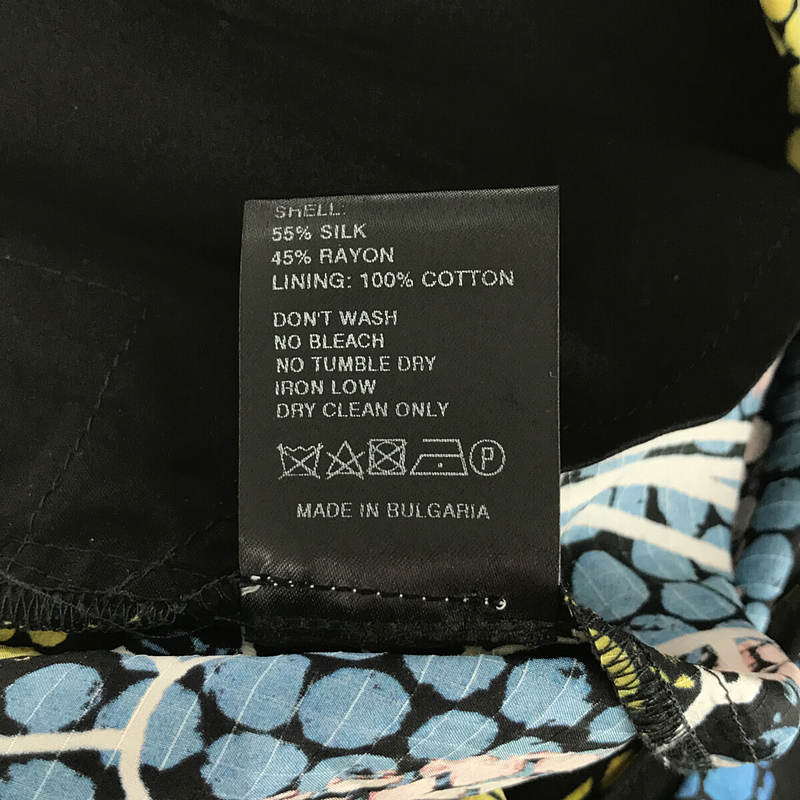 SHELL:
55% SILK
45% RAYON
LINING: 100% COTTON
DON'T WASH
NO BLEACH
NO TUMBLE DRY
IRON LOW
DRY CLEAN ONLY
P
MADE IN BULGARIA